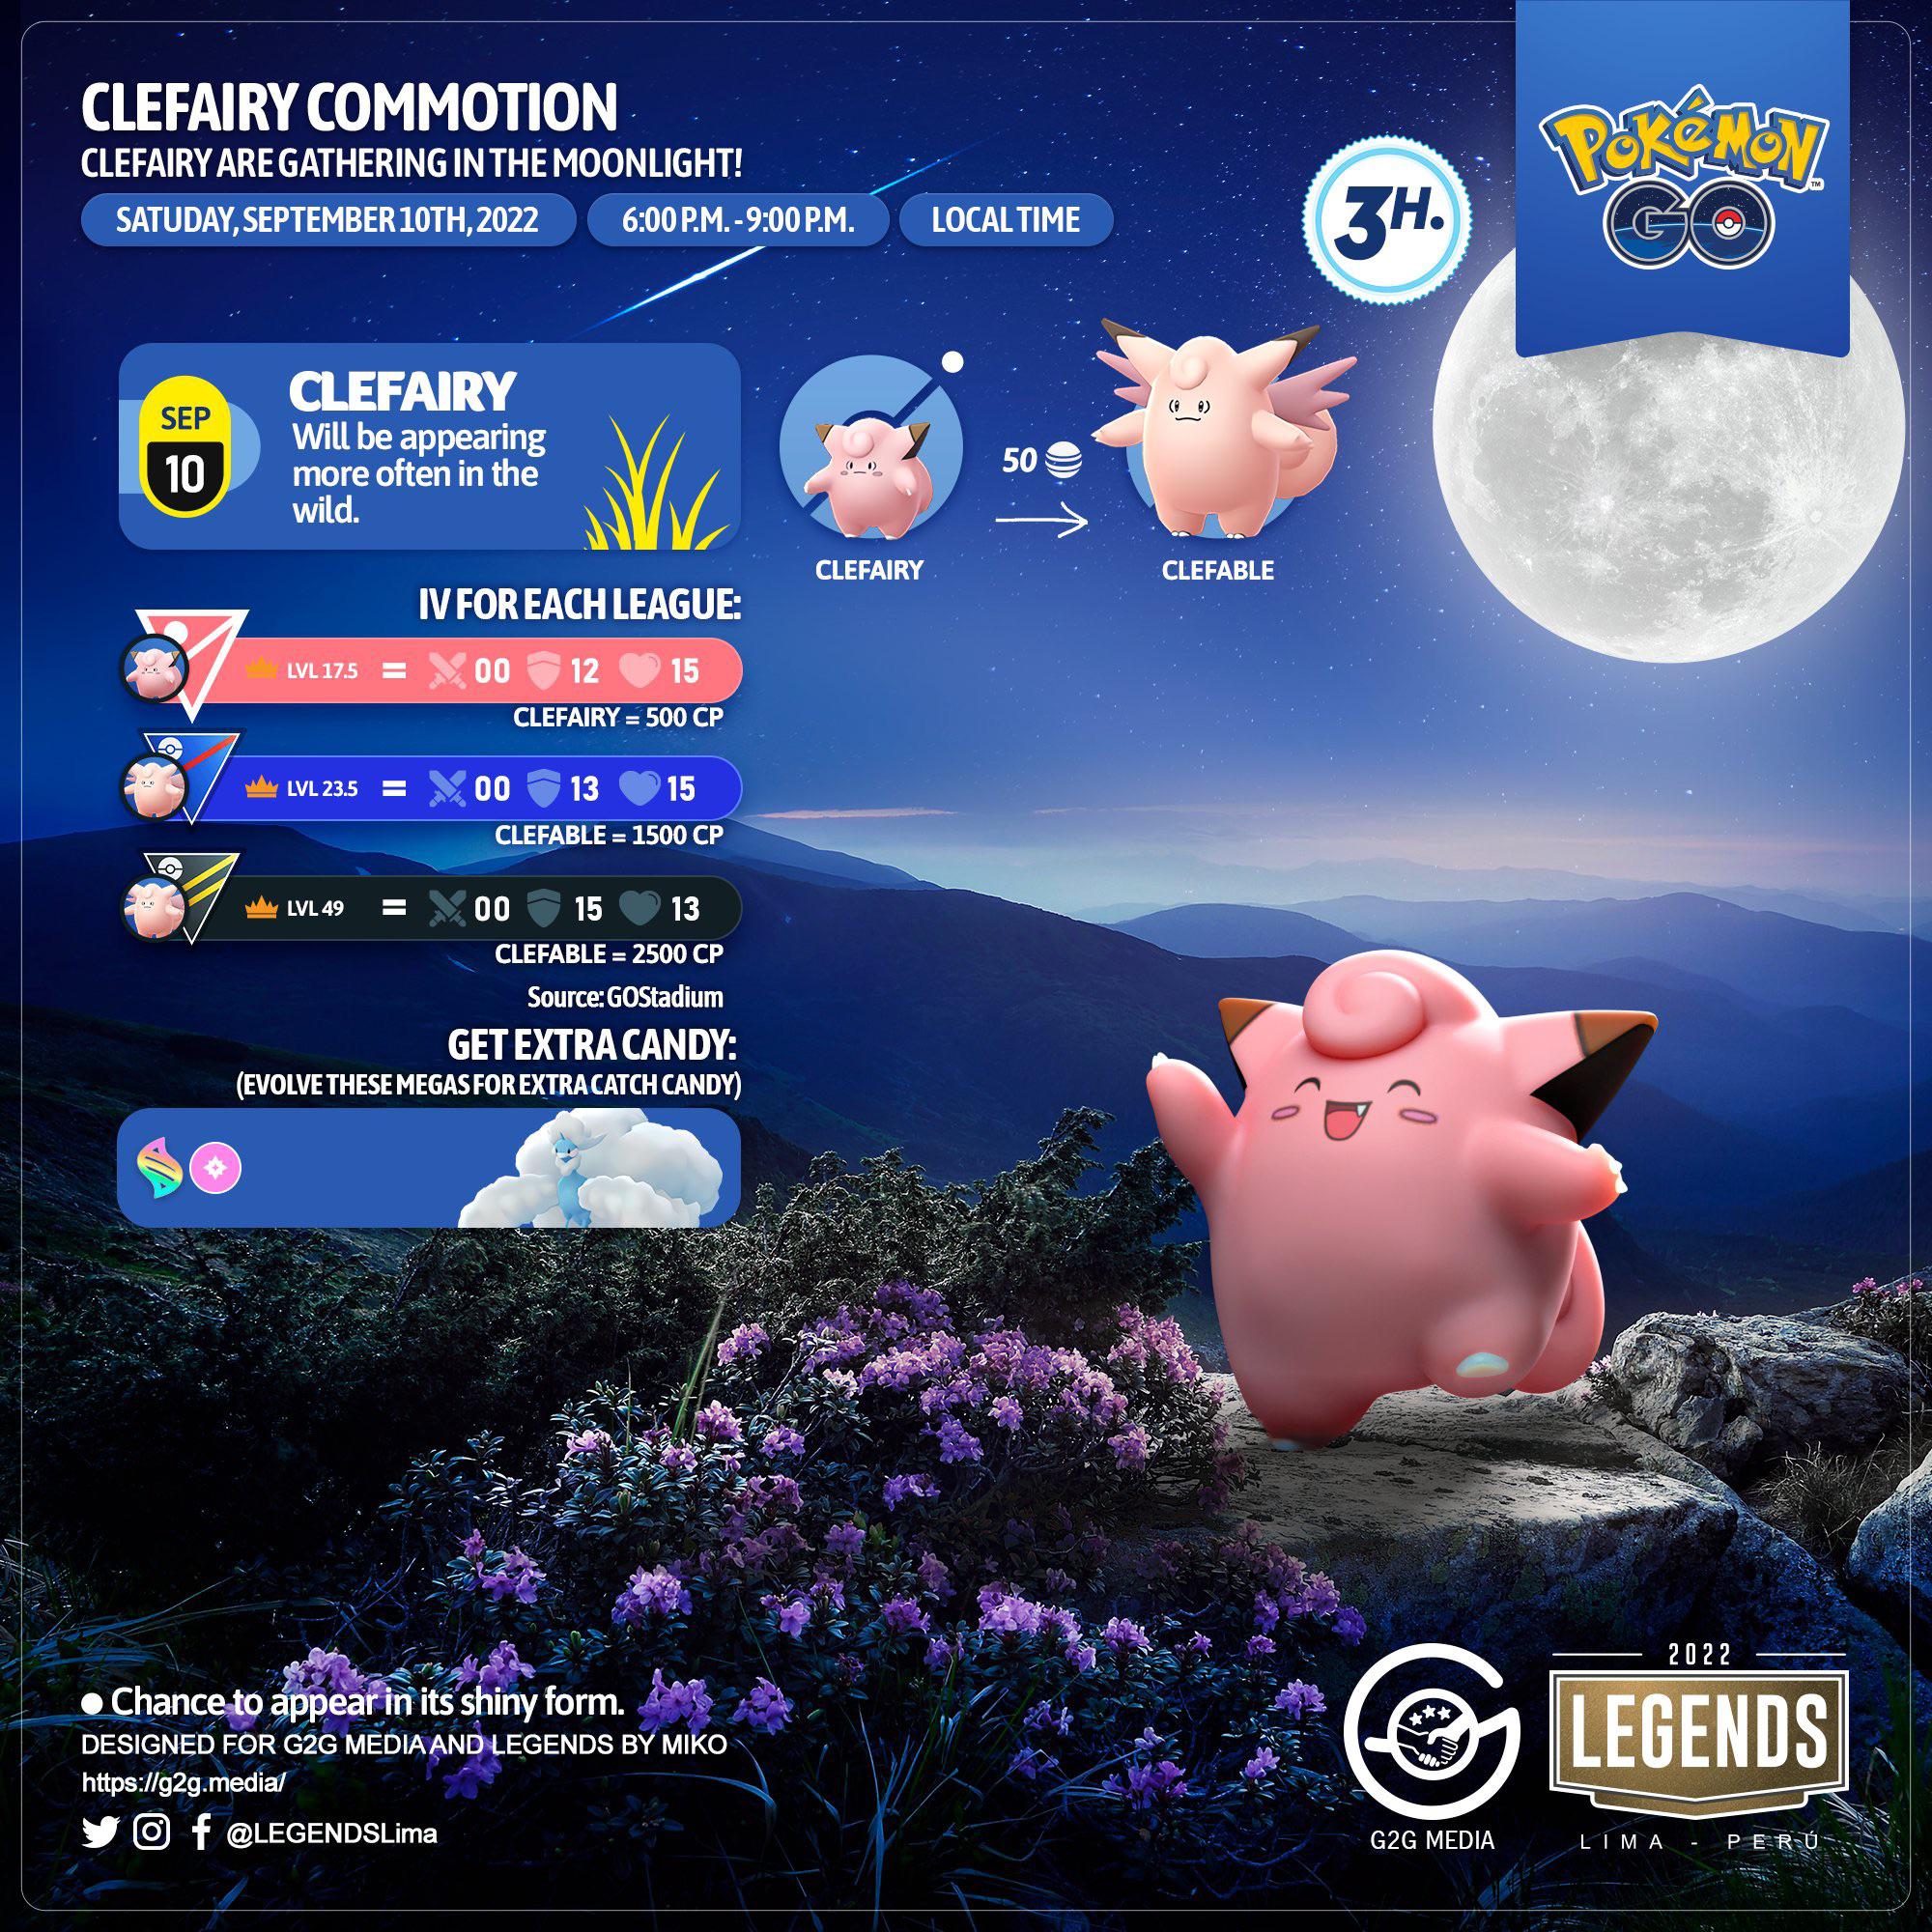 CLEFAIRY COMMOTION
CLEFAIRY ARE GATHERING IN THE MOONLIGHT!
SATUDAY, SEPTEMBER 10TH, 2022
6:00 P.M. - 9:00 P.M.
LOCAL TIME
3H.
POKÉMON™
GO
SEP
10
CLEFAIRY
Will be appearing
more often in the
wild.
50
CLEFAIRY
CLEFABLE
IV FOR EACH LEAGUE:
LVL 17.5 = 00 12 15
CLEFAIRY = 500 CP
LVL 23.5 = 00 13 15
CLEFABLE = 1500 CP
LVL 49 = 00 15 13
CLEFABLE = 2500 CP
Source: GOStadium
GET EXTRA CANDY:
(EVOLVE THESE MEGAS FOR EXTRA CATCH CANDY)
● Chance to appear in its shiny form.
DESIGNED FOR G2G MEDIA AND LEGENDS BY MIKO
https://g2g.media/
@LEGENDSLima
G2G MEDIA
2022
LEGENDS
LIMA - PERÚ